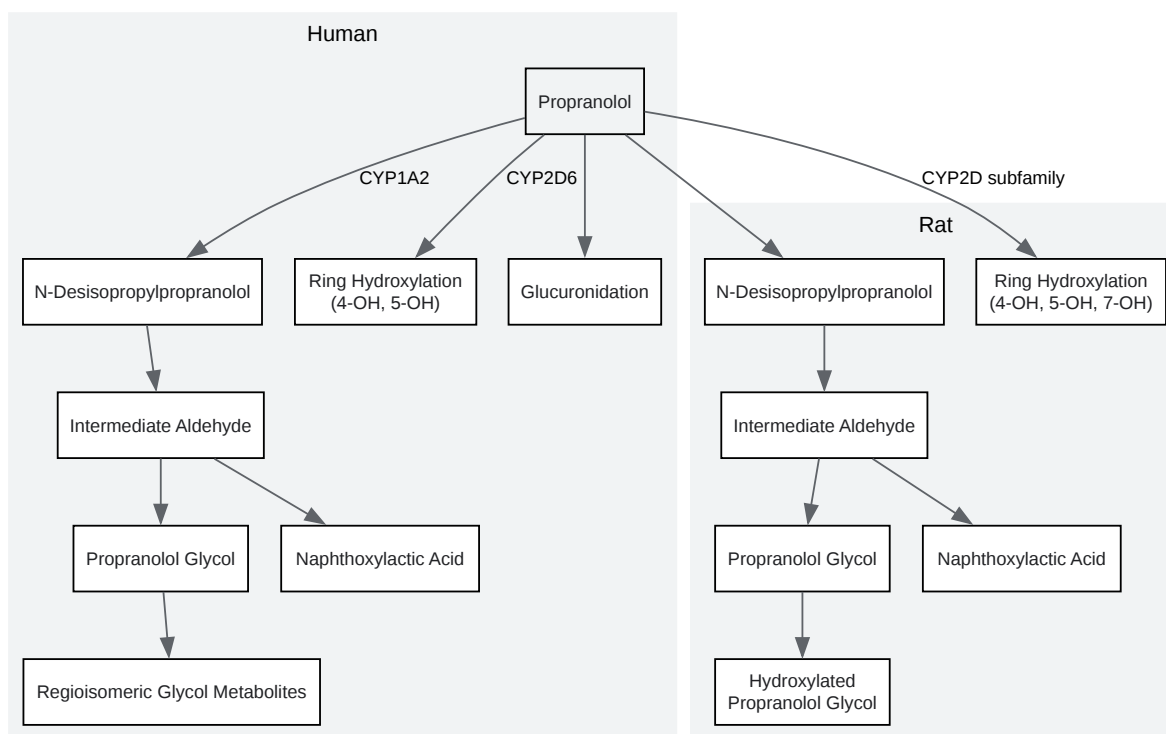 Human
Propranolol
CYP1A2
CYP2D6
CYP2D subfamily
Rat
N-Desisopropylpropranolol
Ring Hydroxylation
(4-OH, 5-OH)
Glucuronidation
N-Desisopropylpropranolol
Ring Hydroxylation
(4-OH, 5-OH, 7-OH)
Intermediate Aldehyde
Intermediate Aldehyde
Propranolol Glycol
Naphthoxylactic Acid
Propranolol Glycol
Naphthoxylactic Acid
Regioisomeric Glycol Metabolites
Hydroxylated
Propranolol Glycol